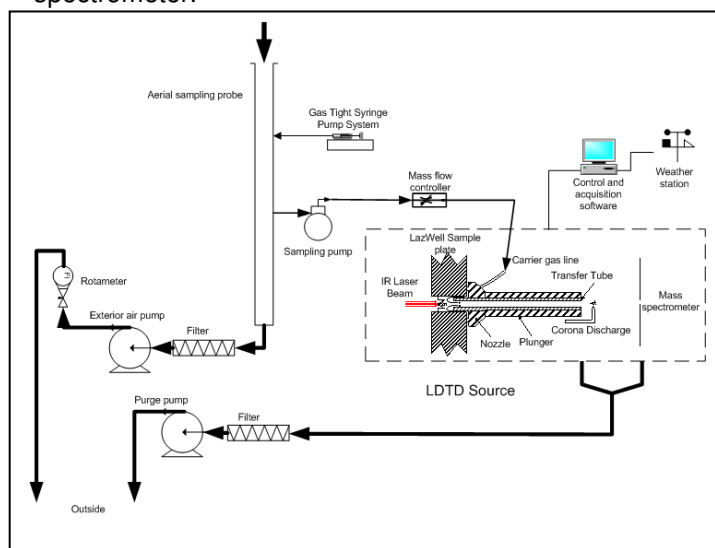 spectrometer.
Aerial sampling probe
Gas Tight Syringe
Pump System
Mass flow
controller
Control and
acquisition
software
Weather
station
Sampling pump
LazWell Sample
plate
Carrier gas line
Transfer Tube
IR Laser
Beam
Mass
spectrometer
Corona Discharge
Nozzle
Plunger
LDTD Source
FI
Rotameter
Exterior air pump
Filter
Purge pump
Filter
Outside